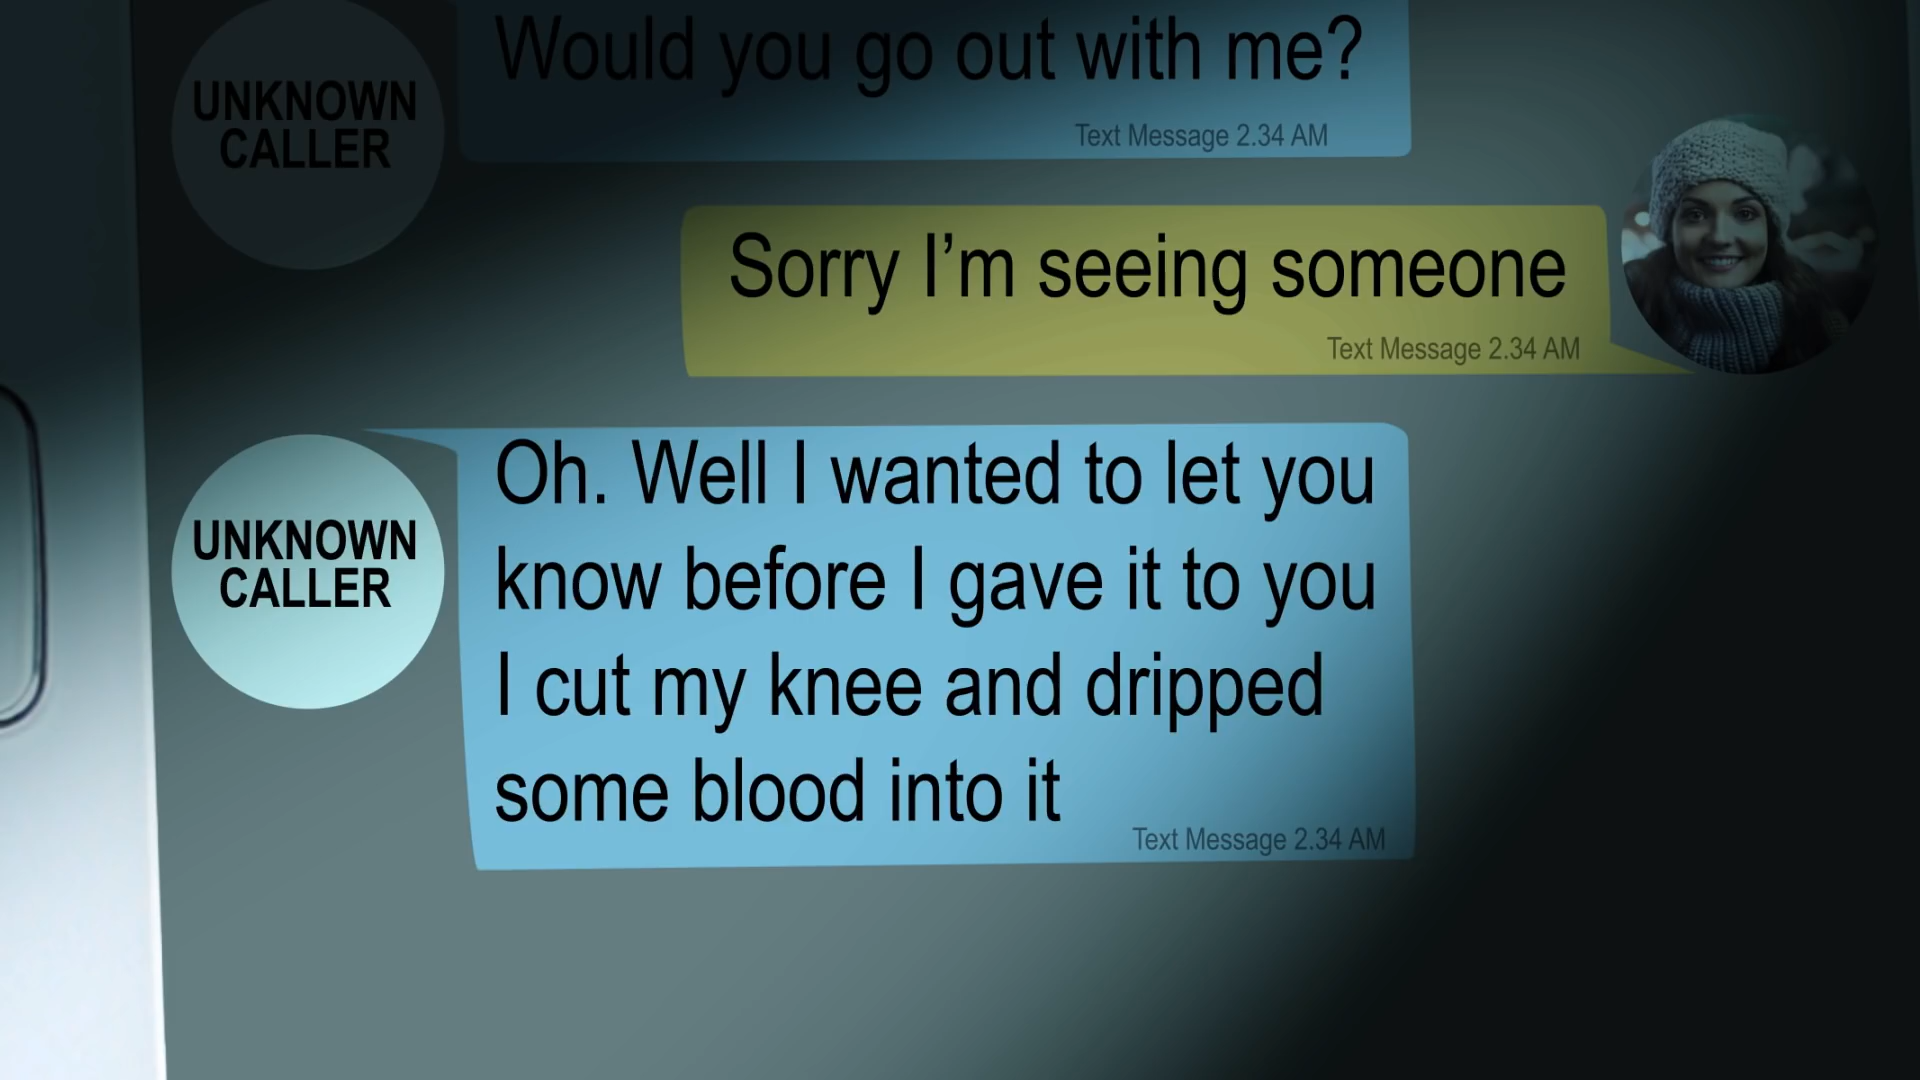 Would you go out with me?
UNKNOWN
CALLER
Text Message 2.34 AM
Sorry I’m seeing someone
Text Message 2.34 AM
Oh. Well I wanted to let you
know before I gave it to you
I cut my knee and dripped
some blood into it
UNKNOWN
CALLER
Text Message 2.34 AM